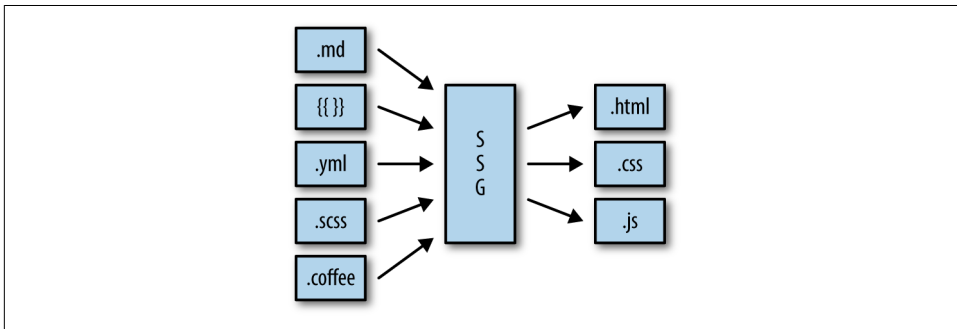 .md
{{ }}
.yml
.scss
.coffee
S
S
G
.html
.css
.js